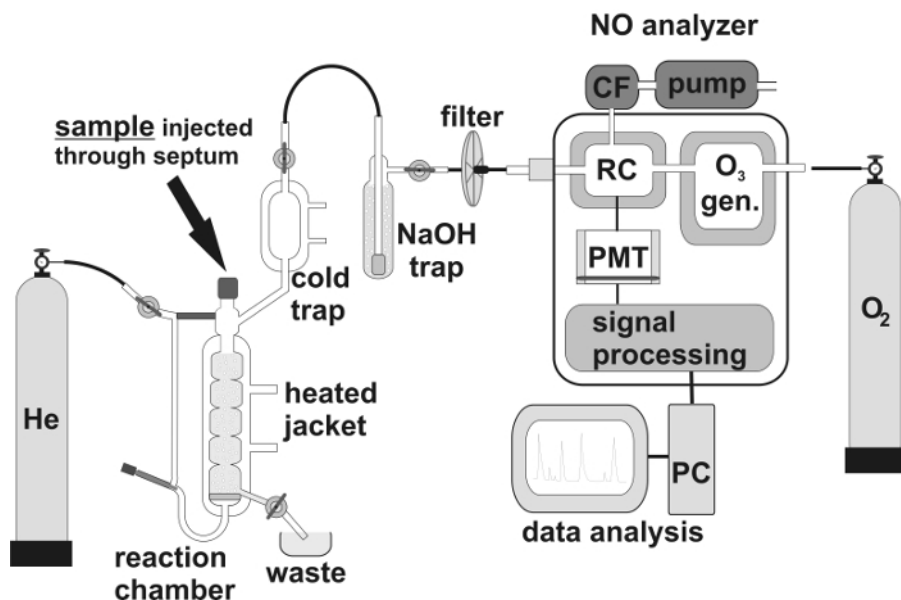 NO analyzer
CF
pump
sample injected
through septum
filter
RC
O3
gen.
NaOH
trap
PMT
cold
trap
O2
signal
processing
He
heated
jacket
PC
data analysis
reaction
chamber
waste